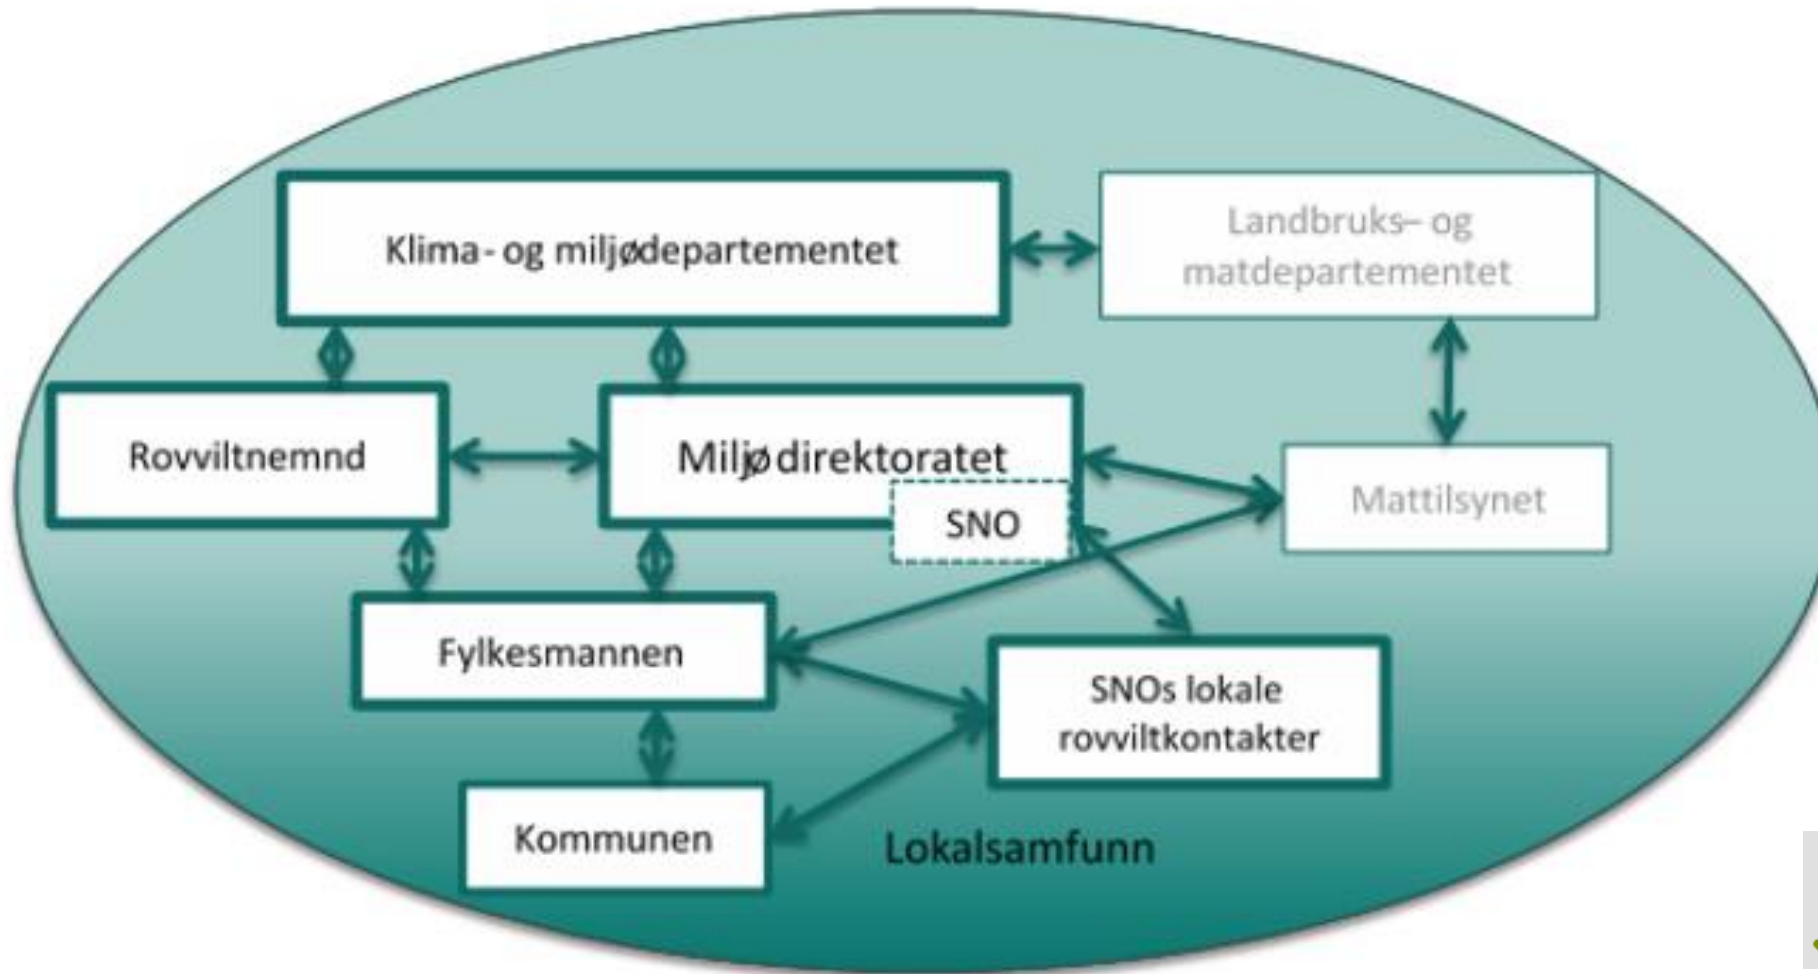 Klima- og miljødepartementet
Landbruks– og
matdepartementet
Rovviltnemnd
Miljødirektoratet
SNO
Mattilsynet
Fylkesmannen
SNOs lokale
rovviltkontakter
Kommunen
Lokalsamfunn